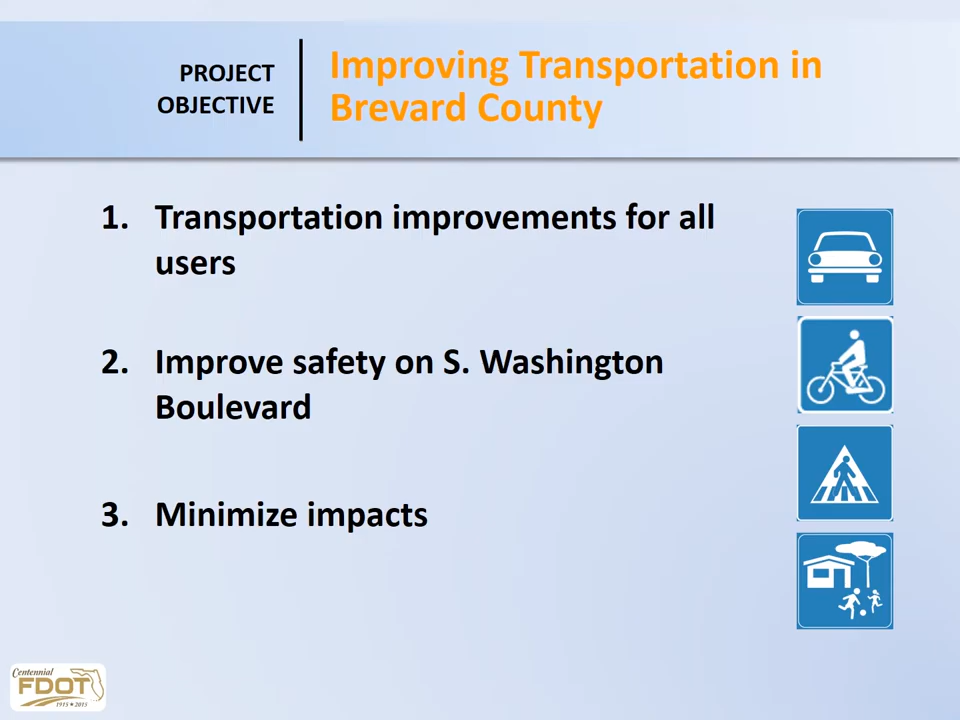 PROJECT
OBJECTIVE
Improving Transportation in
Brevard County
1. Transportation improvements for all
users
2. Improve safety on S. Washington
Boulevard
3. Minimize impacts
Centennial
FDOT
1915★2015